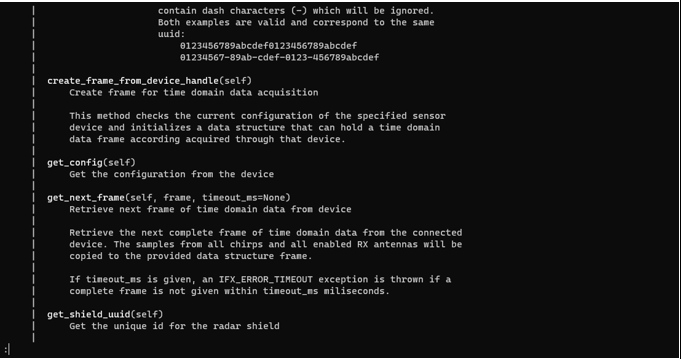 | contain dash characters (-) which will be ignored.
| Both examples are valid and correspond to the same
| uuid:
| 0123456789abcdef0123456789abcdef
| 01234567-89ab-cdef-0123-456789abcdef
|
| create_frame_from_device_handle(self)
| Create frame for time domain data acquisition
|
| This method checks the current configuration of the specified sensor
| device and initializes a data structure that can hold a time domain
| data frame according acquired through that device.
|
| get_config(self)
| Get the configuration from the device
|
| get_next_frame(self, frame, timeout_ms=None)
| Retrieve next frame of time domain data from device
|
| Retrieve the next complete frame of time domain data from the connected
| device. The samples from all chirps and all enabled RX antennas will be
| copied to the provided data structure frame.
|
| If timeout_ms is given, an IFX_ERROR_TIMEOUT exception is thrown if a
| complete frame is not given within timeout_ms miliseconds.
|
| get_shield_uuid(self)
| Get the unique id for the radar shield
|
: